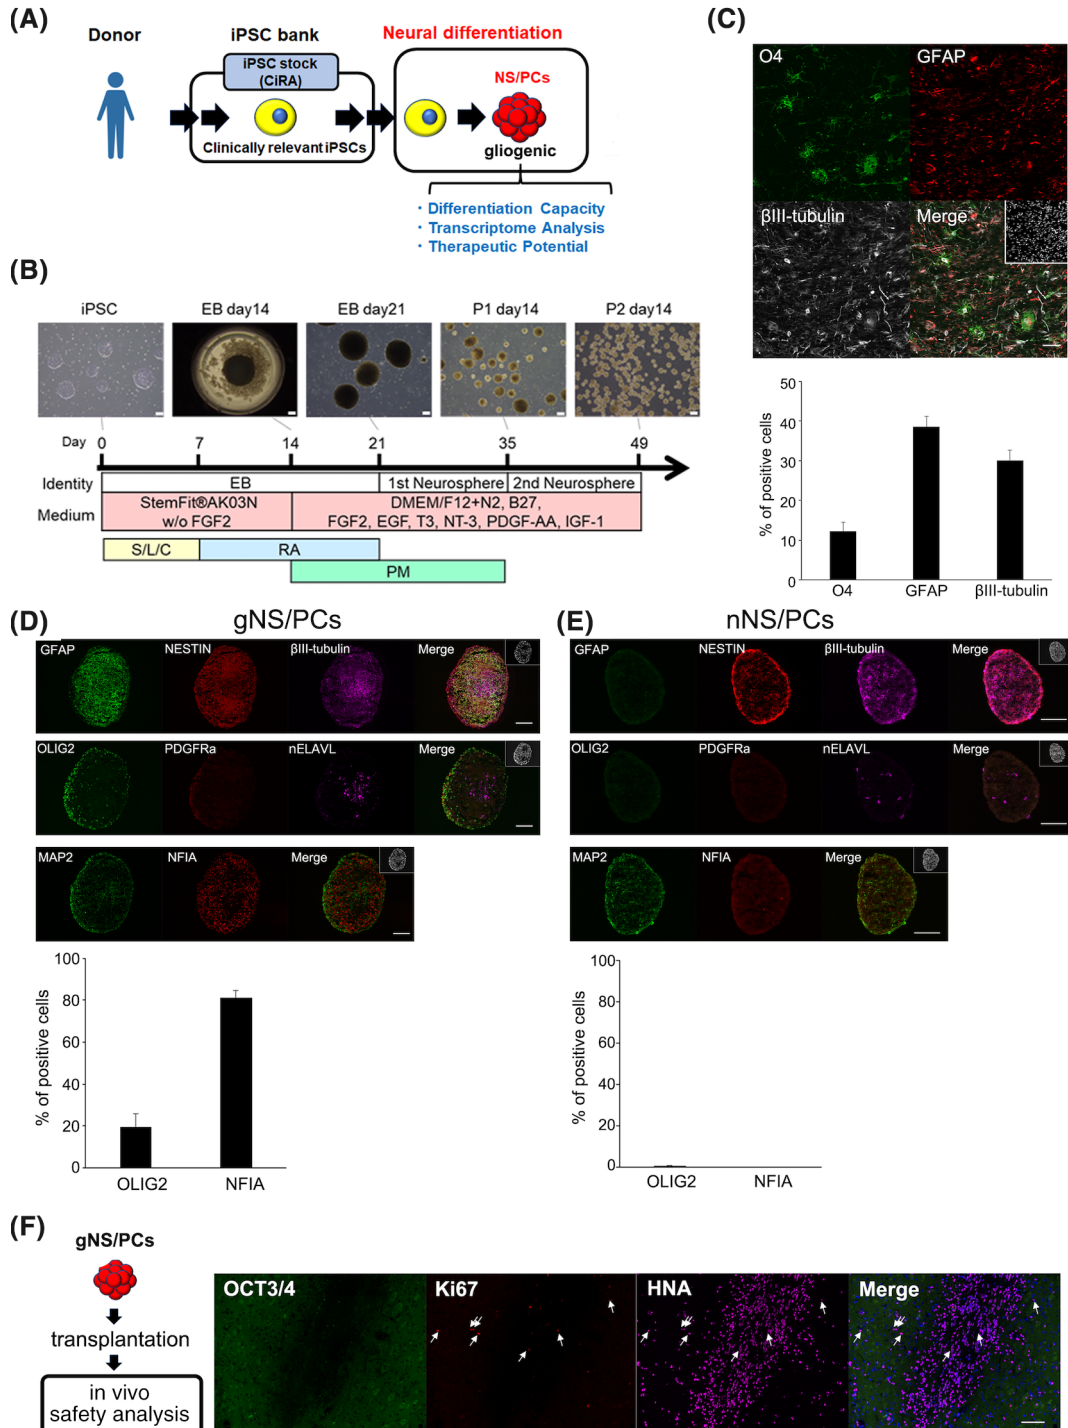 (A)
Donor
iPSC bank
Neural differentiation
iPSC stock
(CiRA)
NS/PCs
Clinically relevant iPSCs
gliogenic
・Differentiation Capacity
・Transcriptome Analysis
・Therapeutic Potential
(B)
iPSC
EB day14
EB day21
P1 day14
P2 day14
Day 0 7 14 21 35 49
Identity
EB
1st Neurosphere
2nd Neurosphere
Medium
StemFit®AK03N
w/o FGF2
DMEM/F12+N2, B27,
FGF2, EGF, T3, NT-3, PDGF-AA, IGF-1
S/L/C
RA
PM
(C)
O4
GFAP
βIII-tubulin
Merge
% of positive cells
50
40
30
20
10
0
O4
GFAP
βIII-tubulin
(D)
gNS/PCs
GFAP
NESTIN
βIII-tubulin
Merge
OLIG2
PDGFRa
nELAVL
Merge
MAP2
NFIA
Merge
% of positive cells
100
80
60
40
20
0
OLIG2
NFIA
(E)
nNS/PCs
GFAP
NESTIN
βIII-tubulin
Merge
OLIG2
PDGFRa
nELAVL
Merge
MAP2
NFIA
Merge
% of positive cells
100
80
60
40
20
0
OLIG2
NFIA
(F)
gNS/PCs
transplantation
in vivo
safety analysis
OCT3/4
Ki67
HNA
Merge